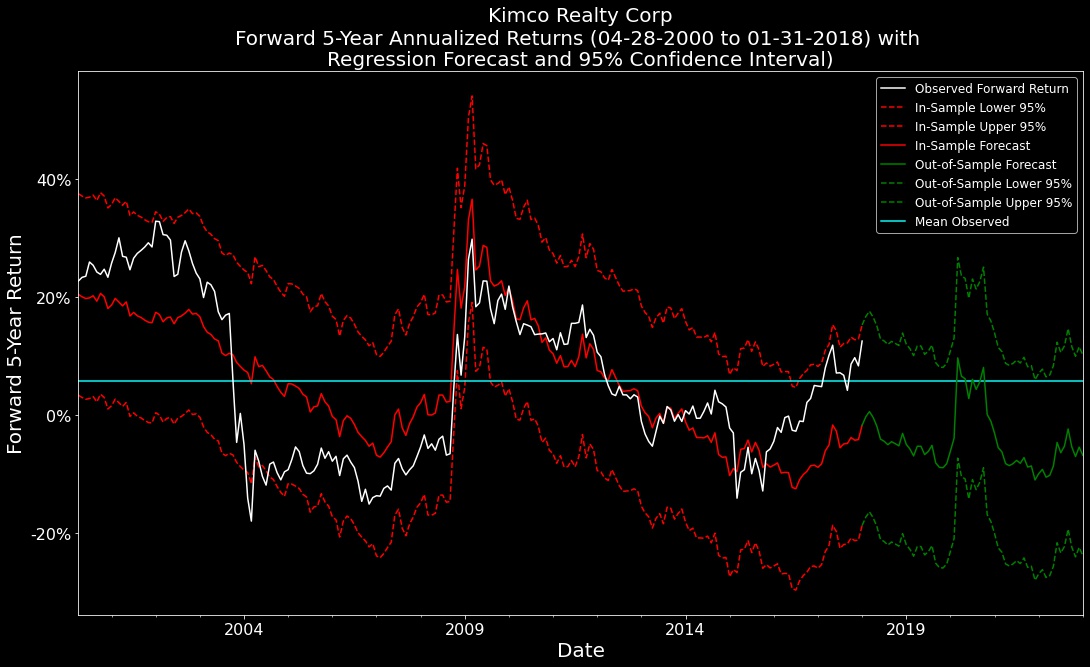 Kimco Realty Corp
Forward 5-Year Annualized Returns (04-28-2000 to 01-31-2018) with
Regression Forecast and 95% Confidence Interval)
Observed Forward Return
In-Sample Lower 95%
In-Sample Upper 95%
In-Sample Forecast
Out-of-Sample Forecast
Out-of-Sample Lower 95%
Out-of-Sample Upper 95%
Mean Observed
Forward 5-Year Return
40%
20%
0%
-20%
2004
2009
2014
2019
Date